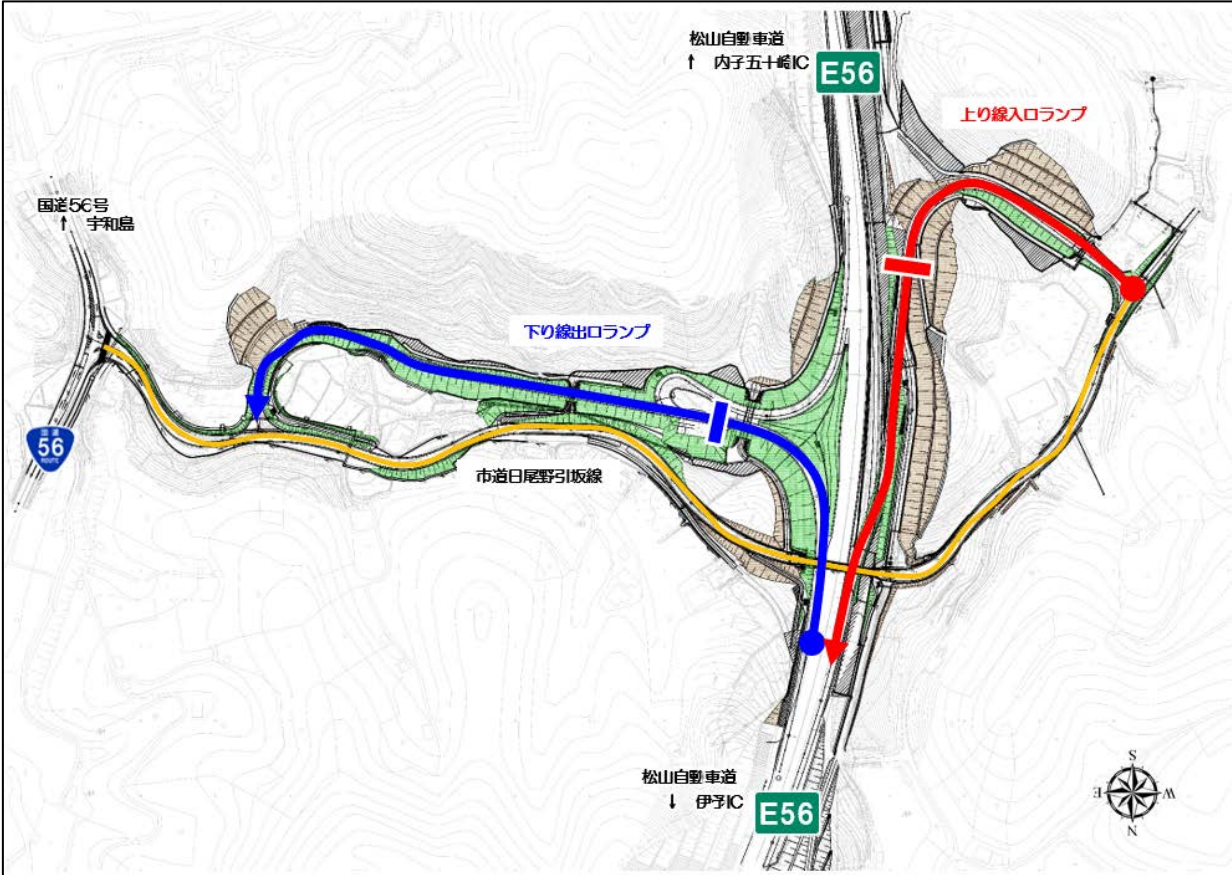 松山自動車道
↑ 内子五十崎IC
E56
上り線入口ランプ
国道56号
↑ 宇和島
下り線出口ランプ
国道
56
ROUTE
市道日尾野引坂線
松山自動車道
↓ 伊予IC
E56
S
E
W
N